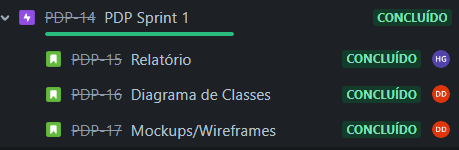 PDP-14 PDP Sprint 1 CONCLUÍDO
PDP-15 Relatório CONCLUÍDO HG
PDP-16 Diagrama de Classes CONCLUÍDO DD
PDP-17 Mockups/Wireframes CONCLUÍDO DD